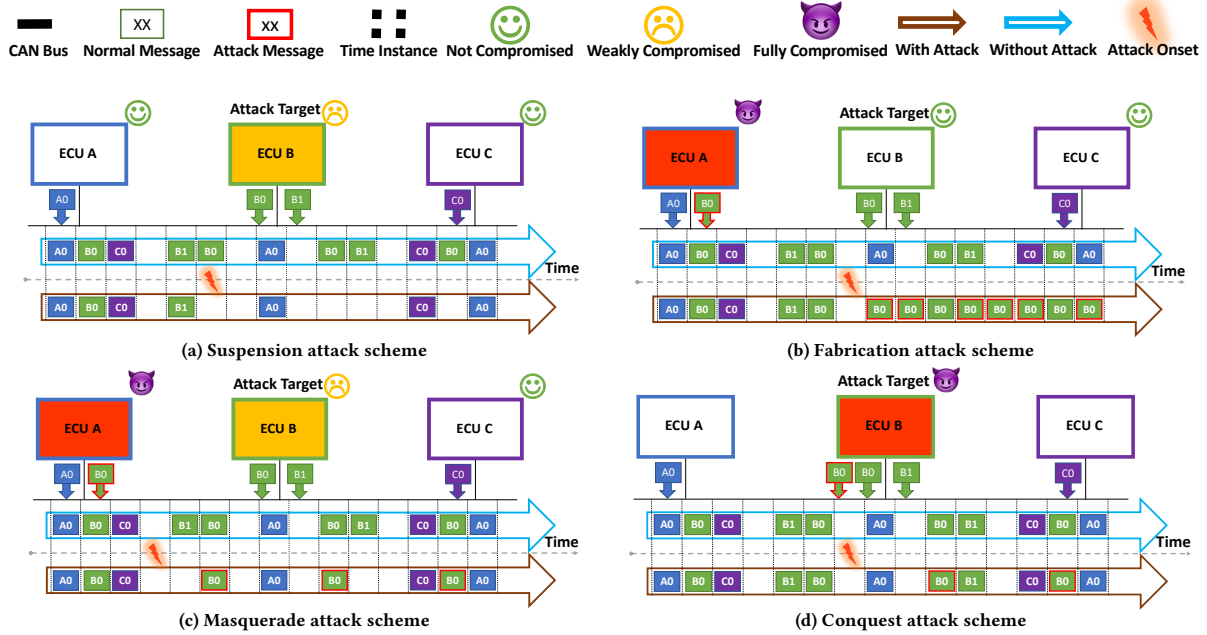 XX XX
CAN Bus Normal Message Attack Message Time Instance Not Compromised Weakly Compromised Fully Compromised With Attack Without Attack Attack Onset
Attack Target
ECU A ECU B ECU C
A0 B0 B1 C0
A0 B0 C0 B1 B0 A0 B0 B1 C0 B0 A0
Time
A0 B0 C0 B1 A0 C0 A0
(a) Suspension attack scheme
Attack Target
ECU A ECU B ECU C
A0 B0 B0 B1 C0
A0 B0 C0 B1 B0 A0 B0 B1 C0 B0 A0
Time
A0 B0 C0 B1 B0 B0 B0 B0 B0 B0 B0 B0 B0
(b) Fabrication attack scheme
Attack Target
ECU A ECU B ECU C
A0 B0 B0 B1 C0
A0 B0 C0 B1 B0 A0 B0 B1 C0 B0 A0
Time
A0 B0 C0 B0 A0 B0 C0 B0 A0
(c) Masquerade attack scheme
Attack Target
ECU A ECU B ECU C
A0 B0 B0 B1 C0
A0 B0 C0 B1 B0 A0 B0 B1 C0 B0 A0
Time
A0 B0 C0 B1 B0 A0 B0 B1 C0 B0 A0
(d) Conquest attack scheme